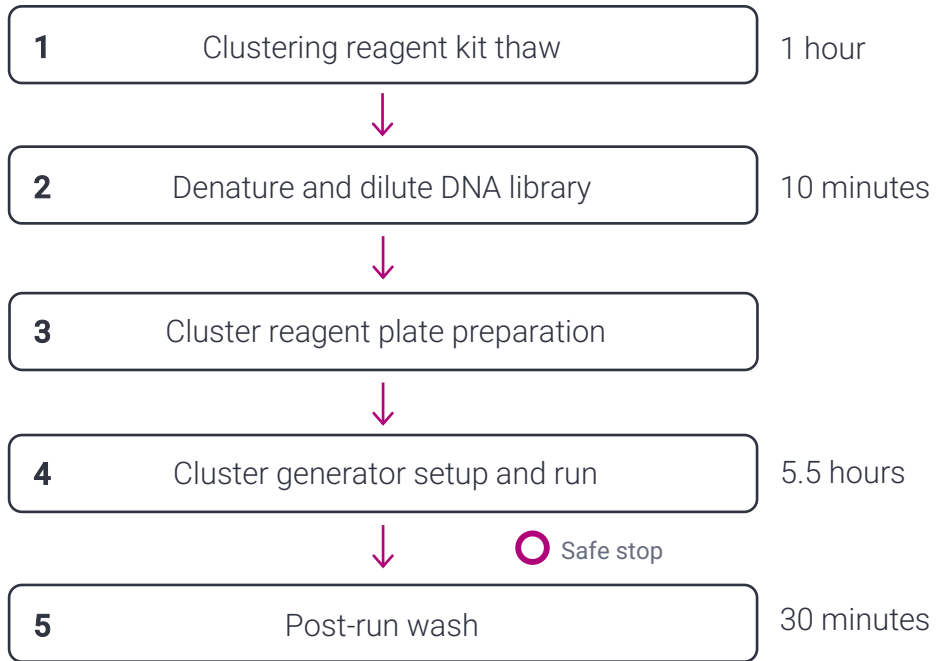 1 Clustering reagent kit thaw 1 hour
2 Denature and dilute DNA library 10 minutes
3 Cluster reagent plate preparation
4 Cluster generator setup and run 5.5 hours
Safe stop
5 Post-run wash 30 minutes